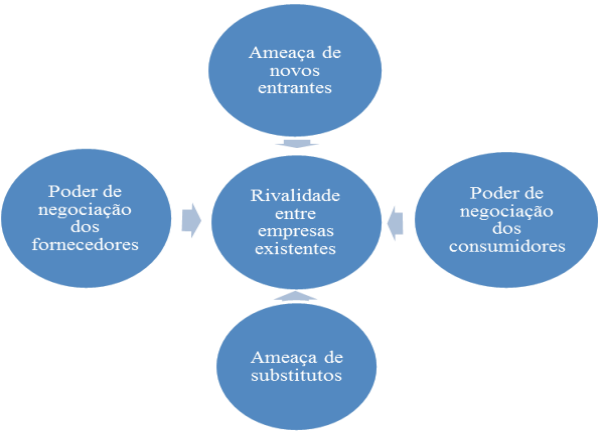 Ameaça de
novos
entrantes
Poder de
negociação
dos
fornecedores
Rivalidade
entre
empresas
existentes
Poder de
negociação
dos
consumidores
Ameaça de
substitutos